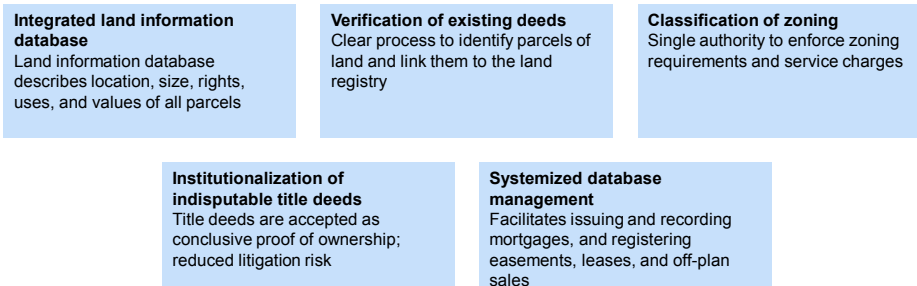 Integrated land information
database
Land information database
describes location, size, rights,
uses, and values of all parcels
Verification of existing deeds
Clear process to identify parcels of
land and link them to the land
registry
Classification of zoning
Single authority to enforce zoning
requirements and service charges
Institutionalization of
indisputable title deeds
Title deeds are accepted as
conclusive proof of ownership;
reduced litigation risk
Systemized database
management
Facilitates issuing and recording
mortgages, and registering
easements, leases, and off-plan
sales